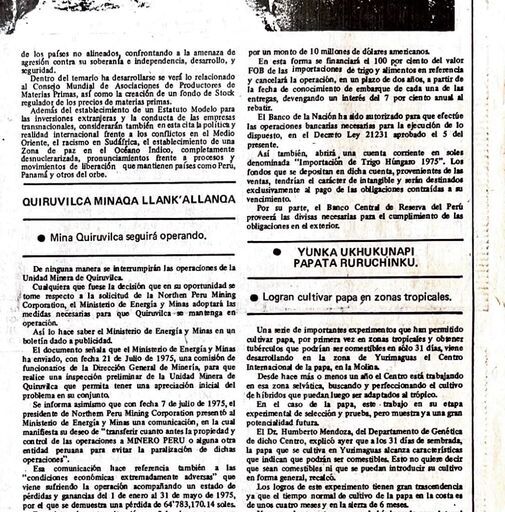 de los países no alineados, confrontando a la amenaza de
agresión contra su soberanía e independencia, desarrollo, y
seguridad.
Dentro del temario ha desarrollarse se verá lo relacionado
al Consejo Mundial de Asociaciones de Productores de
Materias Primas, así como la creación de un fondo de Stock
regulador de los precios de materias primas.
Además del establecimiento de un Estatuto Modelo para
las inversiones extranjeras, y la conducta de las empresas
transnacionales, considerarán también en esta cita la política y
realidad internacional frente a los conflictos en el Medio
Oriente, el racismo en Sudáfrica, el establecimiento de una
Zona de paz en el Océano Indico, completamente
desnuclerarizada, pronunciamientos frente a procesos y
movimientos de liberación que mantienen países como Perú,
Panamá y otros del orbe.
QUIRUVILCA MINAQA LLANK'ALLANQA
● Mina Quiruvilca seguirá operando.
De ninguna manera se interrumpirán las operaciones de la
Unidad Minera de Quiruvilca.
Cualquiera que fuese la decisión que en su oportunidad se
tome respecto a la solicitud de la Northern Peru Mining
Corporation, el Ministerio de Energía y Minas adoptará las
medidas necesarias para que Quiruvilca se mantenga en
operación.
Así lo hace saber el Ministerio de Energía y Minas en un
boletín dado a publicidad.
El documento señala que el Ministerio de Energía y Minas
ha enviado, con fecha 21 de Julio de 1975, una comisión de
funcionarios de la Dirección General de Minería, para que
realice una inspección preliminar de la Unidad Minera de
Quiruvilca que permita tener una apreciación inicial del
problema en su conjunto.
Se informa asimismo que con fecha 7 de julio de 1975, el
presidente de Northern Peru Mining Corporation presentó al
Ministerio de Energía y Minas una comunicación, en la cual
manifiesta su deseo de "transferir cuanto antes la propiedad y
control de las operaciones a MINERO PERU o alguna otra
entidad peruana para evitar la paralización de dichas
operaciones".
Esa comunicación hace referencia también a las
"condiciones económicas extremadamente adversas" que
viene sufriendo la operación acompañando un estado de
pérdidas y ganancias del 1 de enero al 31 de mayo de 1975,
por el que se demuestra una pérdida de 64'783,170.14 soles.
por un monto de 10 millones de dólares americanos.
En esta forma se financiará el 100 por ciento del valor
FOB de las importaciones de trigo y alimentos en referencia
y cancelará la operación, en un plazo de dos años, a partir de
la fecha de conocimiento de embarque de cada una de las
entregas, devengando un interés del 7 por ciento anual al
rebatir.
El Banco de la Nación ha sido autorizado para que efectúe las
operaciones bancarias necesarias para la ejecución de lo
dispuesto, en el Decreto Ley 21231 aprobado el 5 del
presente.
Así también, abrirá una cuenta corriente en soles
denominada "Importación de Trigo Húngaro 1975". Los
fondos que se depositan en dicha cuenta, provenientes de las
ventas, tendrían el carácter de intangible y serán destinados
exclusivamente al pago de las obligaciones contraídas a su
vencimiento.
Por su parte, el Banco Central de Reserva del Perú
proveerá las divisas necesarias para el cumplimiento de las
obligaciones en el exterior.
● YUNKA UKHUKUNAPI
PAPATA RURUCHINKU.
● Logran cultivar papa en zonas tropicales.
Una serie de importantes experimentos que han permitido
cultivar papa, por primera vez en zonas tropicales y obtener
tubérculos que podrían ser comestibles en sólo 31 días, viene
desarrollando en la zona de Yurimaguas el Centro
Internacional de la papa, en la Molina.
Desde hace más o menos un año el Centro está trabajando
en esa zona selvática, buscando y perfeccionando el cultivo
de híbridos que puedan luego ser adaptados al trópico.
En el caso de la papa, este trabajo en su etapa
experimental de selección y prueba, pero muestra ya una gran
potencialidad futura.
El Dr. Humberto Mendoza, del Departamento de Genética
de dicho Centro, explicó ayer que a los 31 días de sembrada,
la papa que se cultiva en Yurimaguas alcanza características
que indican que podrán ser comestibles. Esto no quiere decir
que sean comestibles ni que se puedan introducir su cultivo
en forma general, recalcó.
Los logros de este experimento tienen gran trascendencia
ya que el tiempo normal de cultivo de la papa en la costa es
de unos cuatro meses y en la sierra de 6 meses.